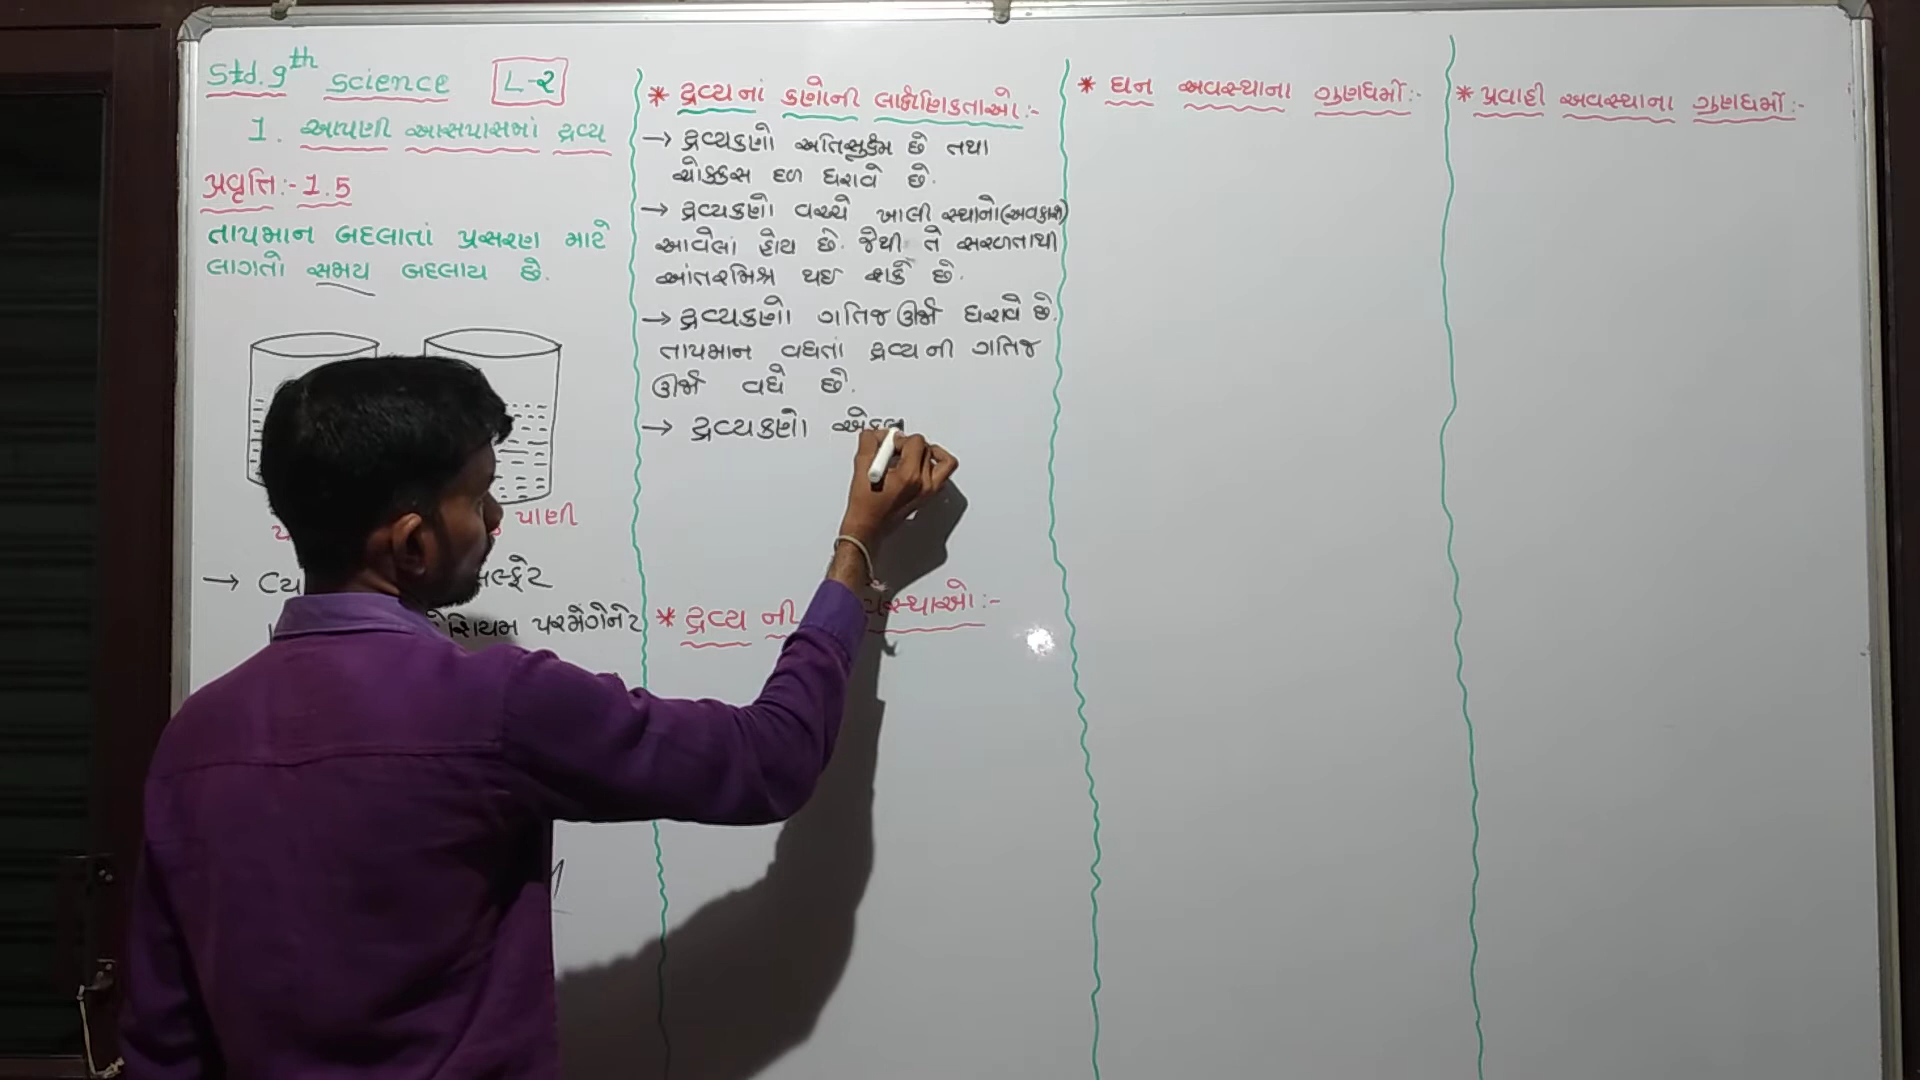 Std. 9th Science L-2
1. આપણી આસપાસમાં દ્રવ્ય
પ્રવૃત્તિ:- 1.5
તાપમાન બદલાતાં પ્રસરણ માટે
લાગતો સમય બદલાય છે.
પાણી
→
પરમેંગેનેટ
* દ્રવ્યનાં કણોની લાક્ષણિકતાઓ:-
→ દ્રવ્યકણો અતિસુક્ષ્મ છે તથા
ચોક્કસ દળ ધરાવે છે.
→ દ્રવ્યકણો વચ્ચે ખાલી સ્થાનો(અવકાશ)
આવેલાં હોય છે. જેથી તે સરળતાથી
આંતરમિશ્ર થઇ શકે છે.
→ દ્રવ્યકણો ગતિજ ઊર્જા ધરાવે છે.
તાપમાન વધતાં દ્રવ્યની ગતિજ
ઊર્જા વધે છે.
→ દ્રવ્યકણો
* દ્રવ્ય ની
* ઘન અવસ્થાના ગુણધર્મો:-
* પ્રવાહી અવસ્થાના ગુણધર્મો:-